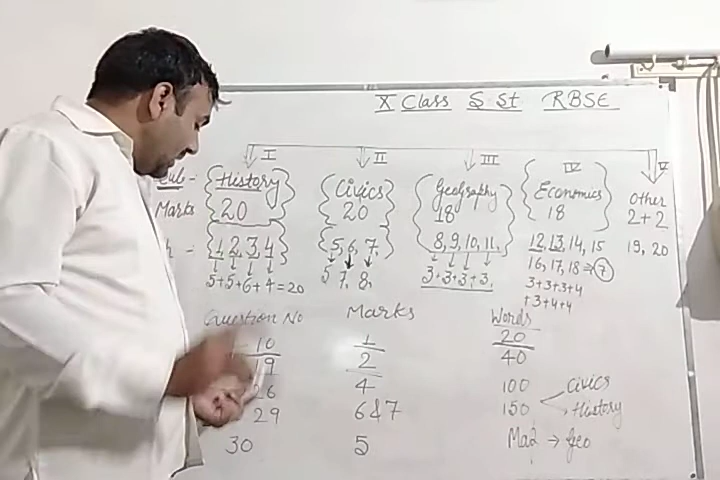 X Class S St RBSE
I II III IV V
Sub- History Civics Geography Economics Other
Marks 20 20 18 18 2+2
1 2 3 4 5, 6, 7, 8, 9, 10, 11, 12, 13, 14, 15 19, 20
16, 17, 18 ⇒ 7
5+5+6+4=20 5 7, 8, 3+3+3+3, 3+3+3+4
+3+4+4
Question No Marks Words
10 1 20
19 2 40
26 4 100 Civics
29 6&7 150 History
30 5 Map → Geo